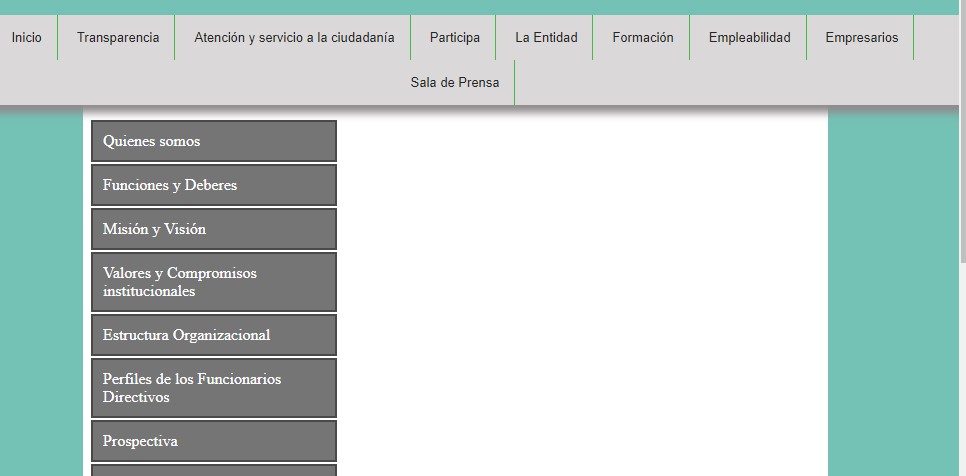 Inicio Transparencia Atención y servicio a la ciudadanía Participa La Entidad Formación Empleabilidad Empresarios
Sala de Prensa
Quienes somos
Funciones y Deberes
Misión y Visión
Valores y Compromisos
institucionales
Estructura Organizacional
Perfiles de los Funcionarios
Directivos
Prospectiva